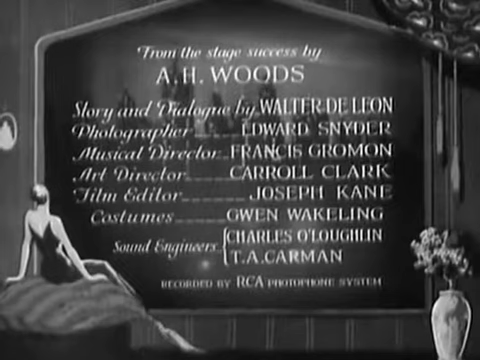 From the stage success by
A.H. WOODS
Story and Dialogue by WALTER DE LEON
Photographer EDWARD SNYDER
Musical Director FRANCIS GROMON
Art Director CARROLL CLARK
Film Editor JOSEPH KANE
Costumes GWEN WAKELING
Sound Engineers CHARLES O'LOUGHLIN
T.A. CARMAN
RECORDED BY RCA PHOTOPHONE SYSTEM